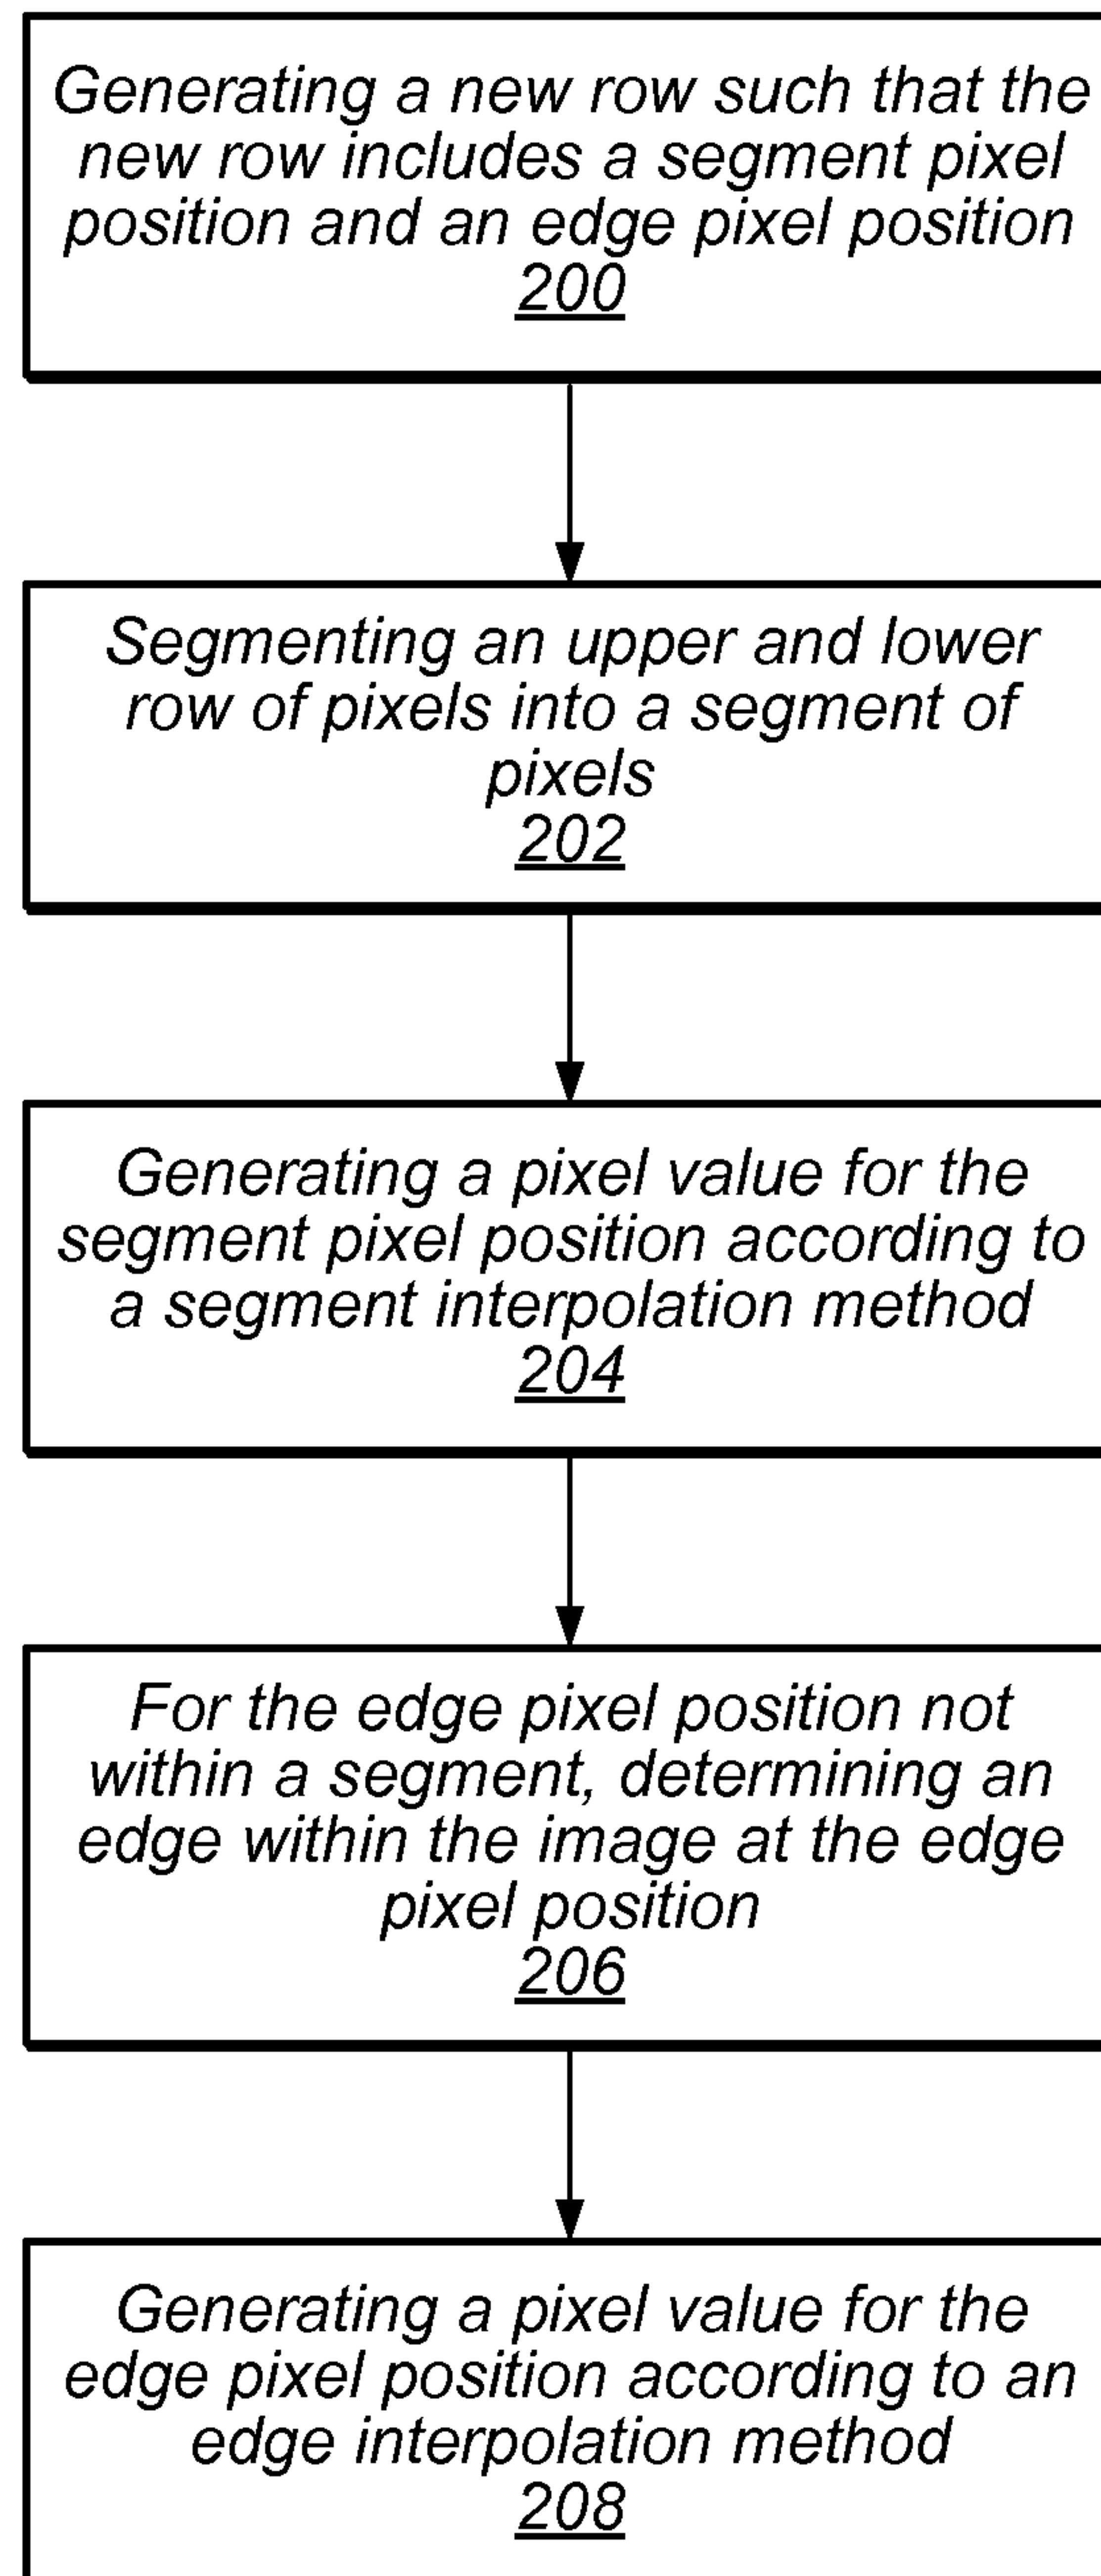 Generating a new row such that the
new row includes a segment pixel
position and an edge pixel position
200
Segmenting an upper and lower
row of pixels into a segment of
pixels
202
Generating a pixel value for the
segment pixel position according to
a segment interpolation method
204
For the edge pixel position not
within a segment, determining an
edge within the image at the edge
pixel position
206
Generating a pixel value for the
edge pixel position according to an
edge interpolation method
208